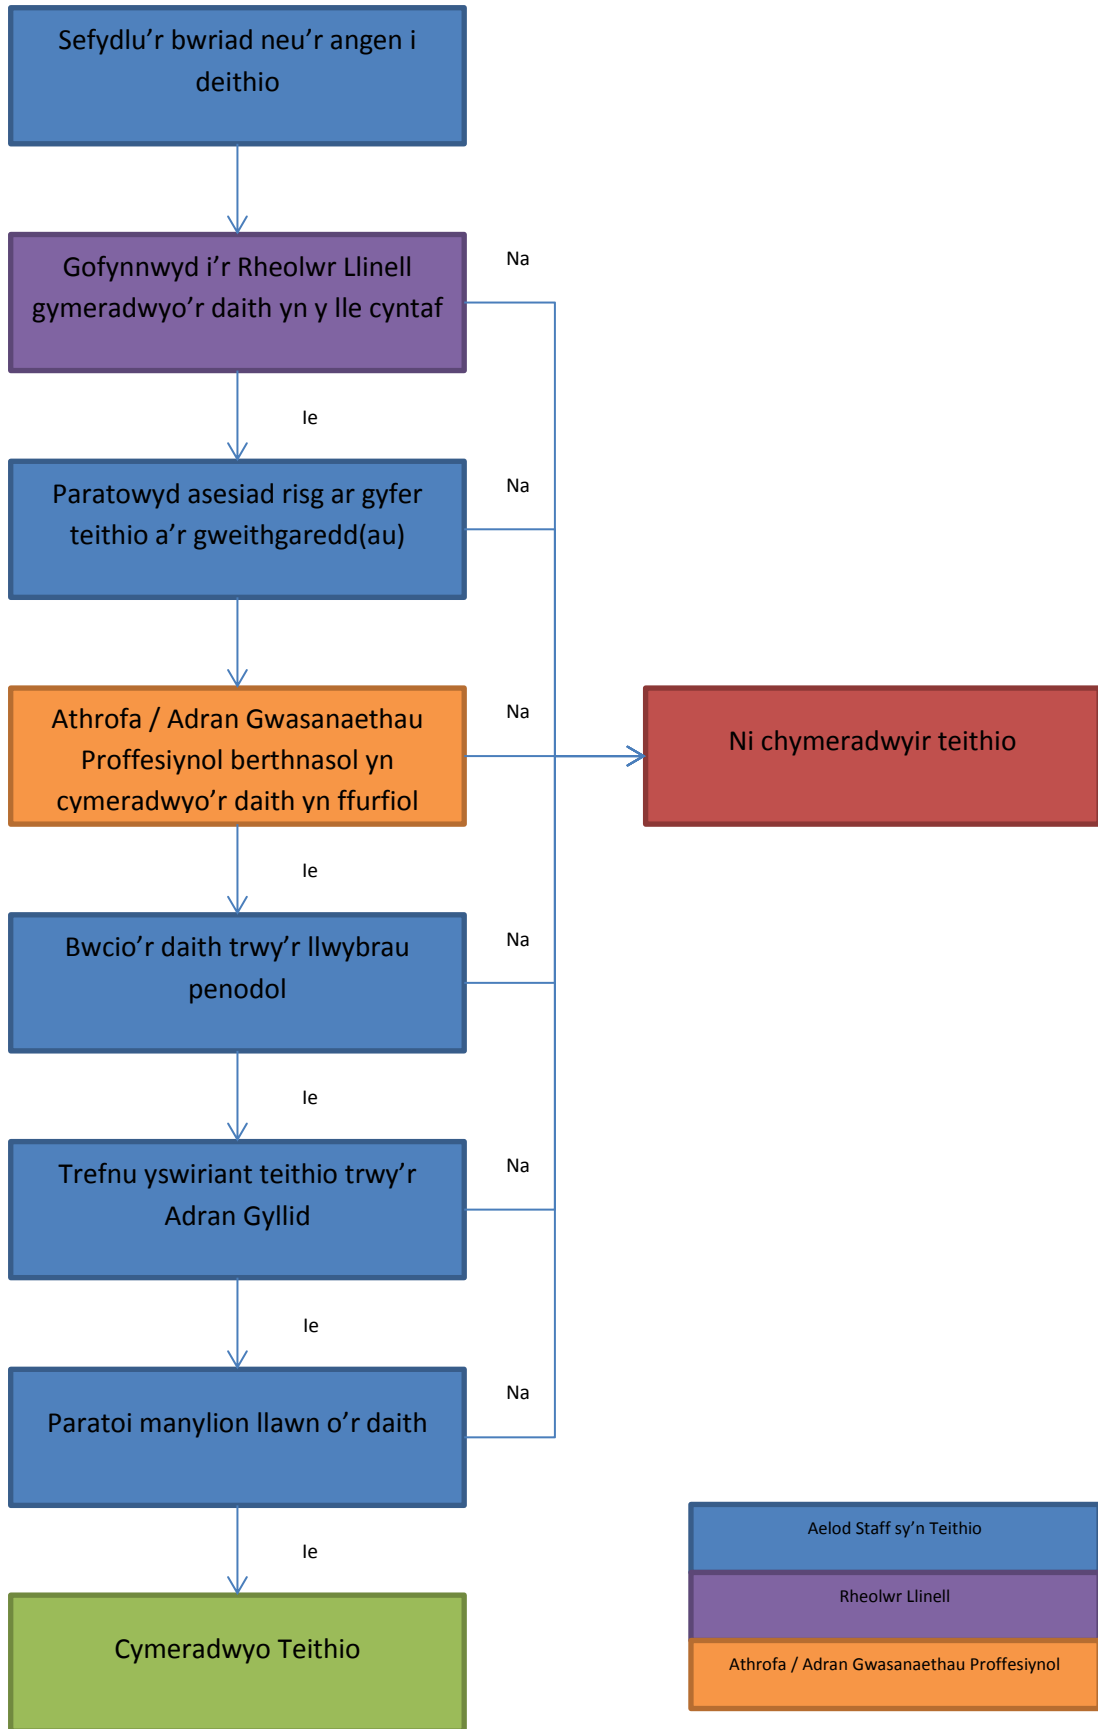 Sefydlu’r bwriad neu’r angen i
deithio
Gofynnwyd i’r Rheolwr Llinell
gymeradwyo’r daith yn y lle cyntaf
Na
Ie
Paratowyd asesiad risg ar gyfer
teithio a’r gweithgaredd(au)
Na
Athrofa / Adran Gwasanaethau
Proffesiynol berthnasol yn
cymeradwyo’r daith yn ffurfiol
Na
Ni chymeradwyir teithio
Ie
Bwcio’r daith trwy’r llwybrau
penodol
Na
Ie
Trefnu yswiriant teithio trwy’r
Adran Gyllid
Na
Ie
Paratoi manylion llawn o’r daith
Na
Ie
Cymeradwyo Teithio
Aelod Staff sy’n Teithio
Rheolwr Llinell
Athrofa / Adran Gwasanaethau Proffesiynol